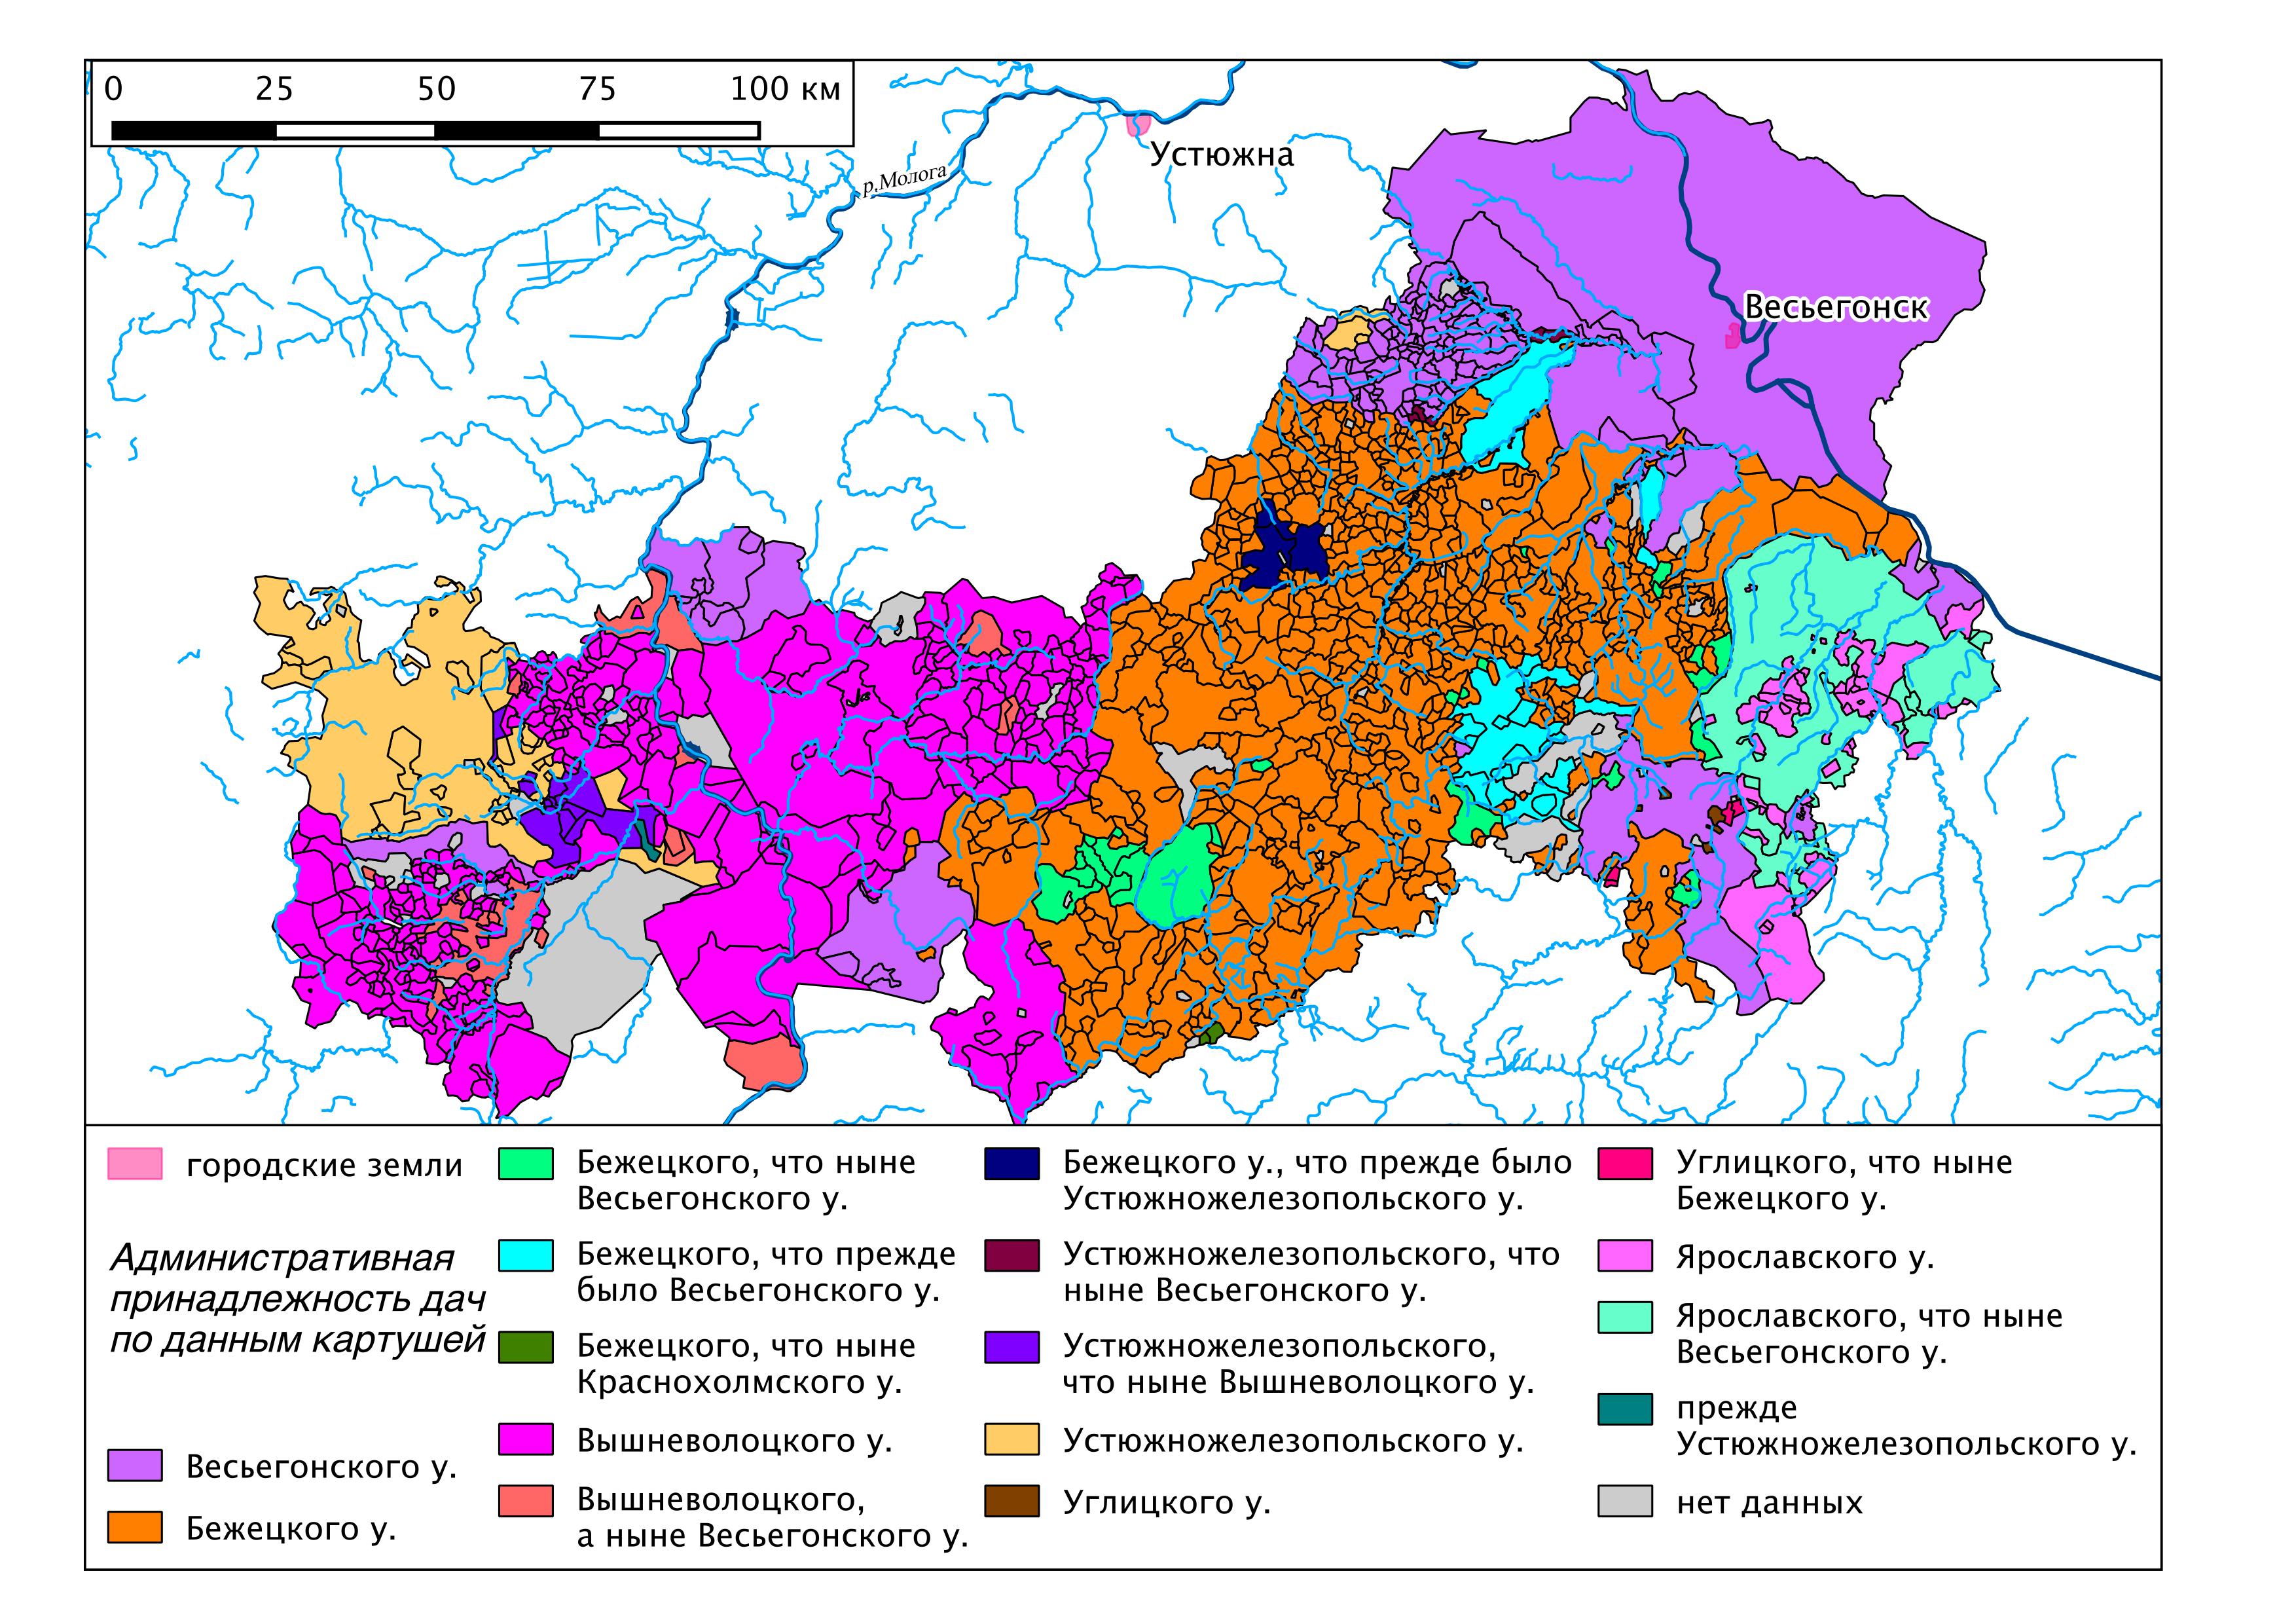 0 25 50 75 100 км
Устюжна
р.Молога
Весьегонск
городские земли
Административная
принадлежность дач
по данным картушей
Весьегонского у.
Бежецкого у.
Бежецкого, что ныне
Весьегонского у.
Бежецкого, что прежде
было Весьегонского у.
Бежецкого, что ныне
Краснохолмского у.
Вышневолоцкого у.
Вышневолоцкого,
а ныне Весьегонского у.
Бежецкого у., что прежде было
Устюжножелезопольского у.
Устюжножелезопольского, что
ныне Весьегонского у.
Устюжножелезопольского,
что ныне Вышневолоцкого у.
Устюжножелезопольского у.
Углицкого у.
Углицкого, что ныне
Бежецкого у.
Ярославского у.
Ярославского, что ныне
Весьегонского у.
прежде
Устюжножелезопольского у.
нет данных